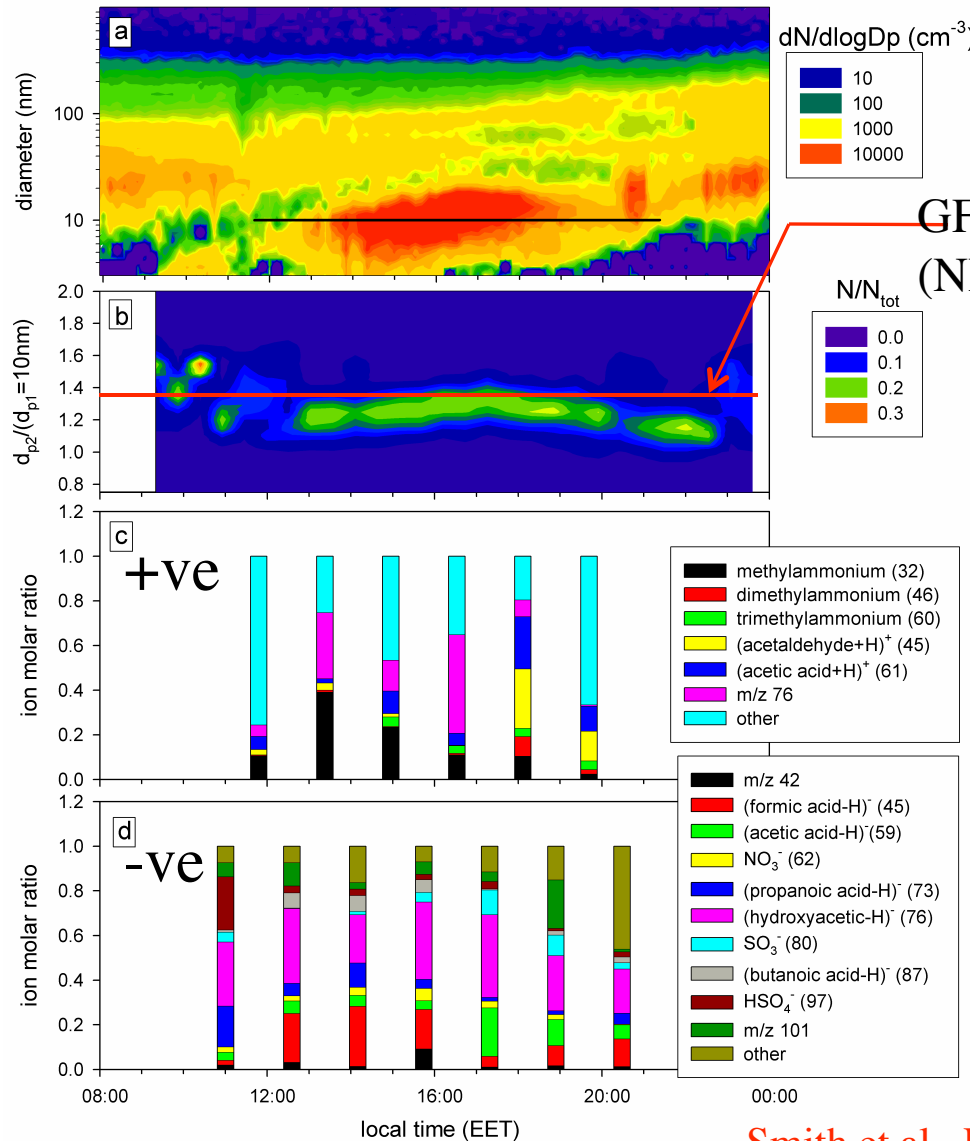 a
dN/dlogDp (cm-3)
10
100
1000
10000
diameter (nm)
100
10
GF
b
2.0
1.8
1.6
1.4
1.2
1.0
0.8
dp2/(dp1=10nm)
N/Ntot
0.0
0.1
0.2
0.3
c
+ve
1.2
1.0
0.8
0.6
0.4
0.2
0.0
ion molar ratio
methylammonium (32)
dimethylammonium (46)
trimethylammonium (60)
(acetaldehyde+H)+ (45)
(acetic acid+H)+ (61)
m/z 76
other
d
-ve
1.2
1.0
0.8
0.6
0.4
0.2
0.0
ion molar ratio
m/z 42
(formic acid-H)- (45)
(acetic acid-H)-(59)
NO3- (62)
(propanoic acid-H)- (73)
(hydroxyacetic-H)- (76)
SO3- (80)
(butanoic acid-H)- (87)
HSO4- (97)
m/z 101
other
08:00 12:00 16:00 20:00 00:00
local time (EET)
Smith et al.